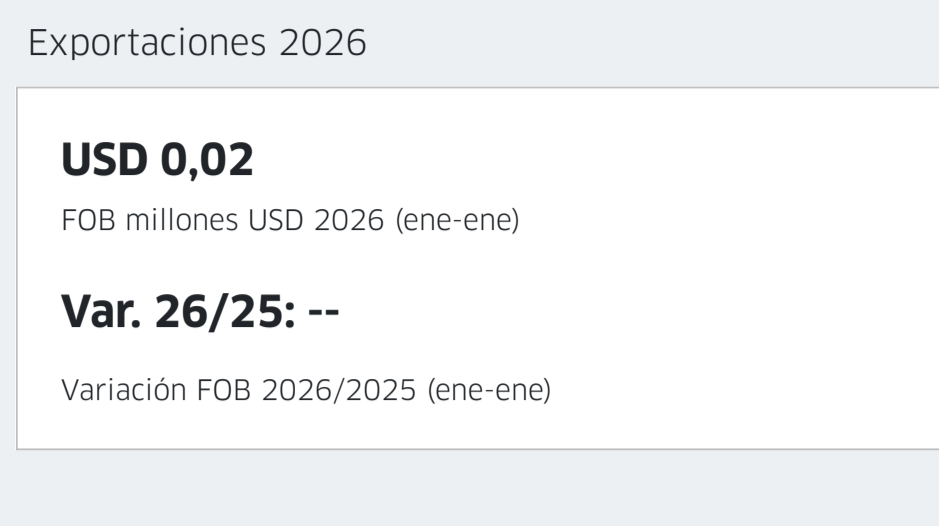 Exportaciones 2026
USD 0,02
FOB millones USD 2026 (ene-ene)
Var. 26/25: --
Variación FOB 2026/2025 (ene-ene)